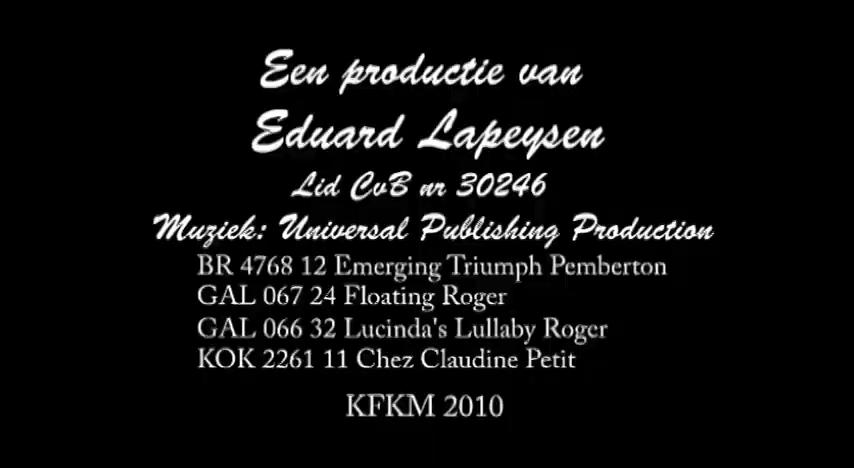 Een productie van
Eduard Lapeysen
Lid CvB nr 30246
Muziek: Universal Publishing Production
BR 4768 12 Emerging Triumph Pemberton
GAL 067 24 Floating Roger
GAL 066 32 Lucinda's Lullaby Roger
KOK 2261 11 Chez Claudine Petit
KFKM 2010